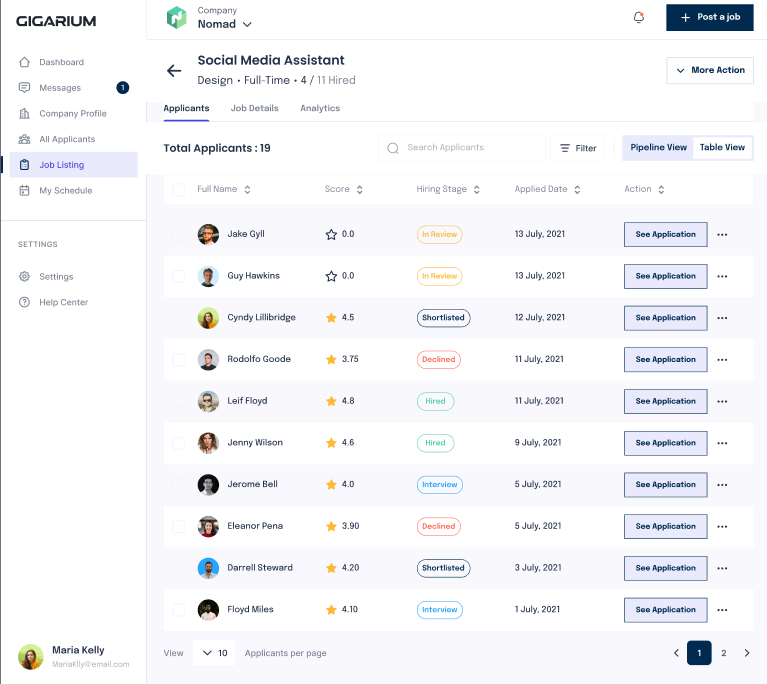 GIGARIUM
Dashboard
Messages 1
Company Profile
All Applicants
Job Listing
My Schedule
SETTINGS
Settings
Help Center
Maria Kelly
MariaKlly@email.com
Company
Nomad
Post a job
Social Media Assistant
Design • Full-Time • 4 / 11 Hired
More Action
Applicants Job Details Analytics
Total Applicants : 19 Search Applicants Filter Pipeline View Table View
Full Name Score Hiring Stage Applied Date Action
Jake Gyll 0.0 In Review 13 July, 2021 See Application
Guy Hawkins 0.0 In Review 13 July, 2021 See Application
Cyndy Lillibridge 4.5 Shortlisted 12 July, 2021 See Application
Rodolfo Goode 3.75 Declined 11 July, 2021 See Application
Leif Floyd 4.8 Hired 11 July, 2021 See Application
Jenny Wilson 4.6 Hired 9 July, 2021 See Application
Jerome Bell 4.0 Interview 5 July, 2021 See Application
Eleanor Pena 3.90 Declined 5 July, 2021 See Application
Darrell Steward 4.20 Shortlisted 3 July, 2021 See Application
Floyd Miles 4.10 Interview 1 July, 2021 See Application
View 10 Applicants per page 1 2